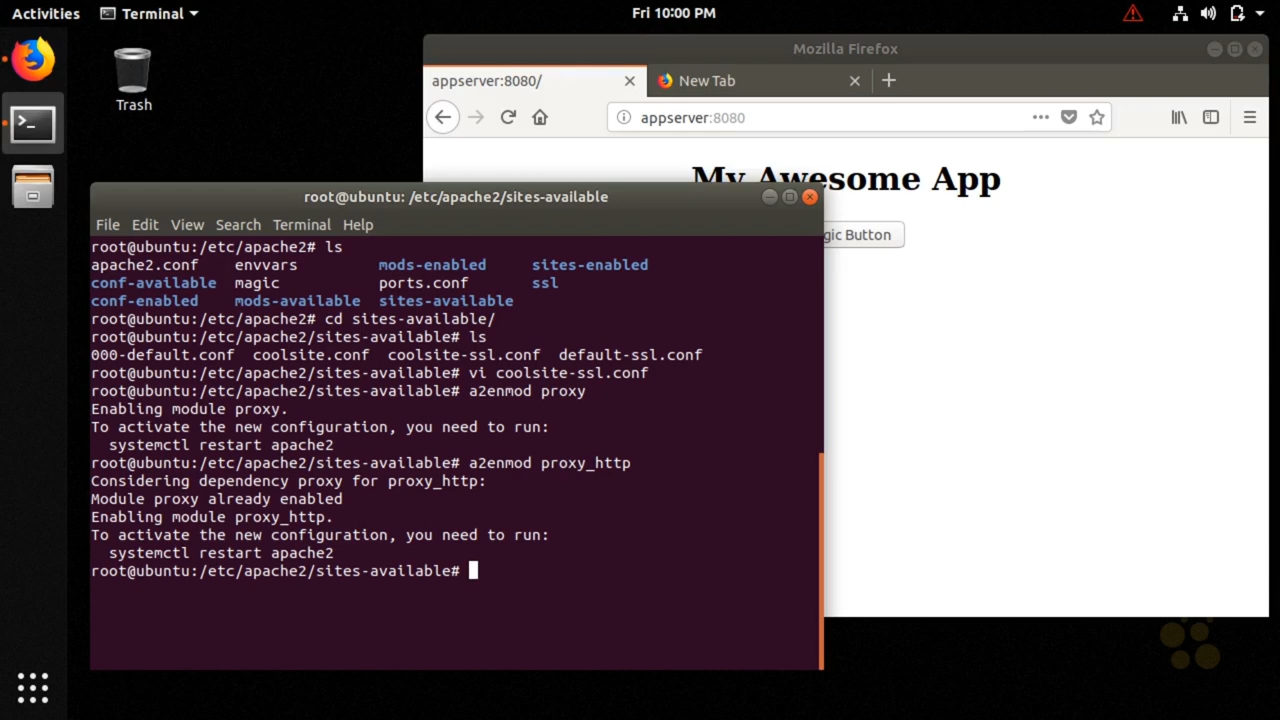 Activities Terminal Fri 10:00 PM
Trash
Mozilla Firefox
appserver:8080/ New Tab
appserver:8080
My Awesome App
gic Button
root@ubuntu: /etc/apache2/sites-available
File Edit View Search Terminal Help
root@ubuntu:/etc/apache2# ls
apache2.conf envvars mods-enabled sites-enabled
conf-available magic ports.conf ssl
conf-enabled mods-available sites-available
root@ubuntu:/etc/apache2# cd sites-available/
root@ubuntu:/etc/apache2/sites-available# ls
000-default.conf coolsite.conf coolsite-ssl.conf default-ssl.conf
root@ubuntu:/etc/apache2/sites-available# vi coolsite-ssl.conf
root@ubuntu:/etc/apache2/sites-available# a2enmod proxy
Enabling module proxy.
To activate the new configuration, you need to run:
systemctl restart apache2
root@ubuntu:/etc/apache2/sites-available# a2enmod proxy_http
Considering dependency proxy for proxy_http:
Module proxy already enabled
Enabling module proxy_http.
To activate the new configuration, you need to run:
systemctl restart apache2
root@ubuntu:/etc/apache2/sites-available#